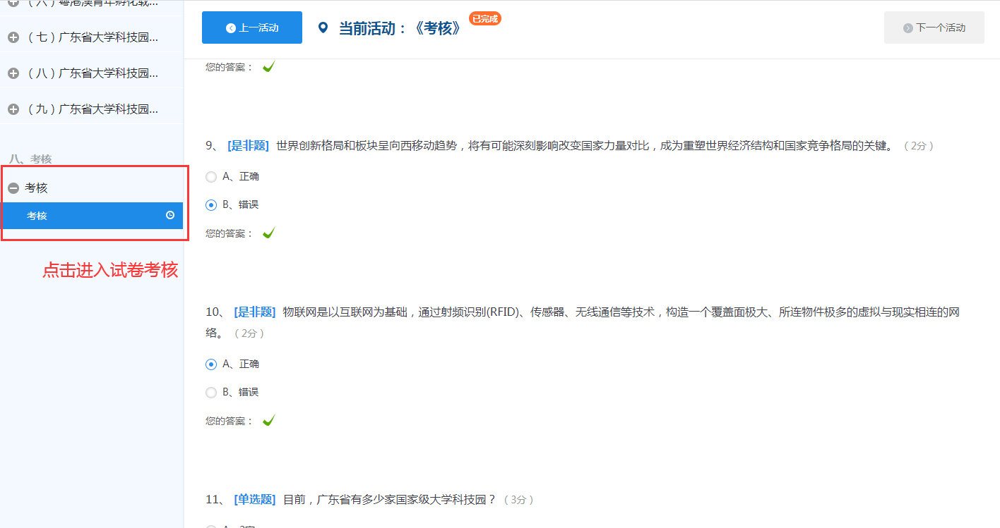 （六）粤港澳青年孵化载...
（七）广东省大学科技园...
（八）广东省大学科技园...
（九）广东省大学科技园...
八、考核
考核
考核
点击进入试卷考核
上一活动
当前活动：《考核》
已完成
下一个活动
您的答案：
9、 [是非题] 世界创新格局和板块呈向西移动趋势，将有可能深刻影响改变国家力量对比，成为重塑世界经济结构和国家竞争格局的关键。 （2分）
A、正确
B、错误
您的答案：
10、 [是非题] 物联网是以互联网为基础，通过射频识别(RFID)、传感器、无线通信等技术，构造一个覆盖面极大、所连物件极多的虚拟与现实相连的网
络。 （2分）
A、正确
B、错误
您的答案：
11、 [单选题] 目前，广东省有多少家国家级大学科技园？ （3分）